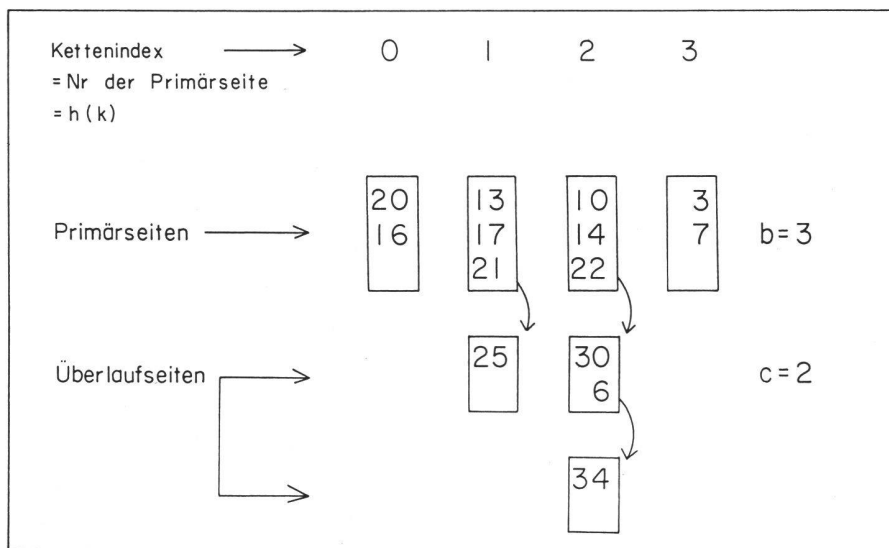 Kettenindex 0 1 2 3
= Nr der Primärseite
= h(k)
20 13 10 3
Primärseiten 16 17 14 7 b=3
21 22
Überlaufseiten 25 30 c=2
6
34